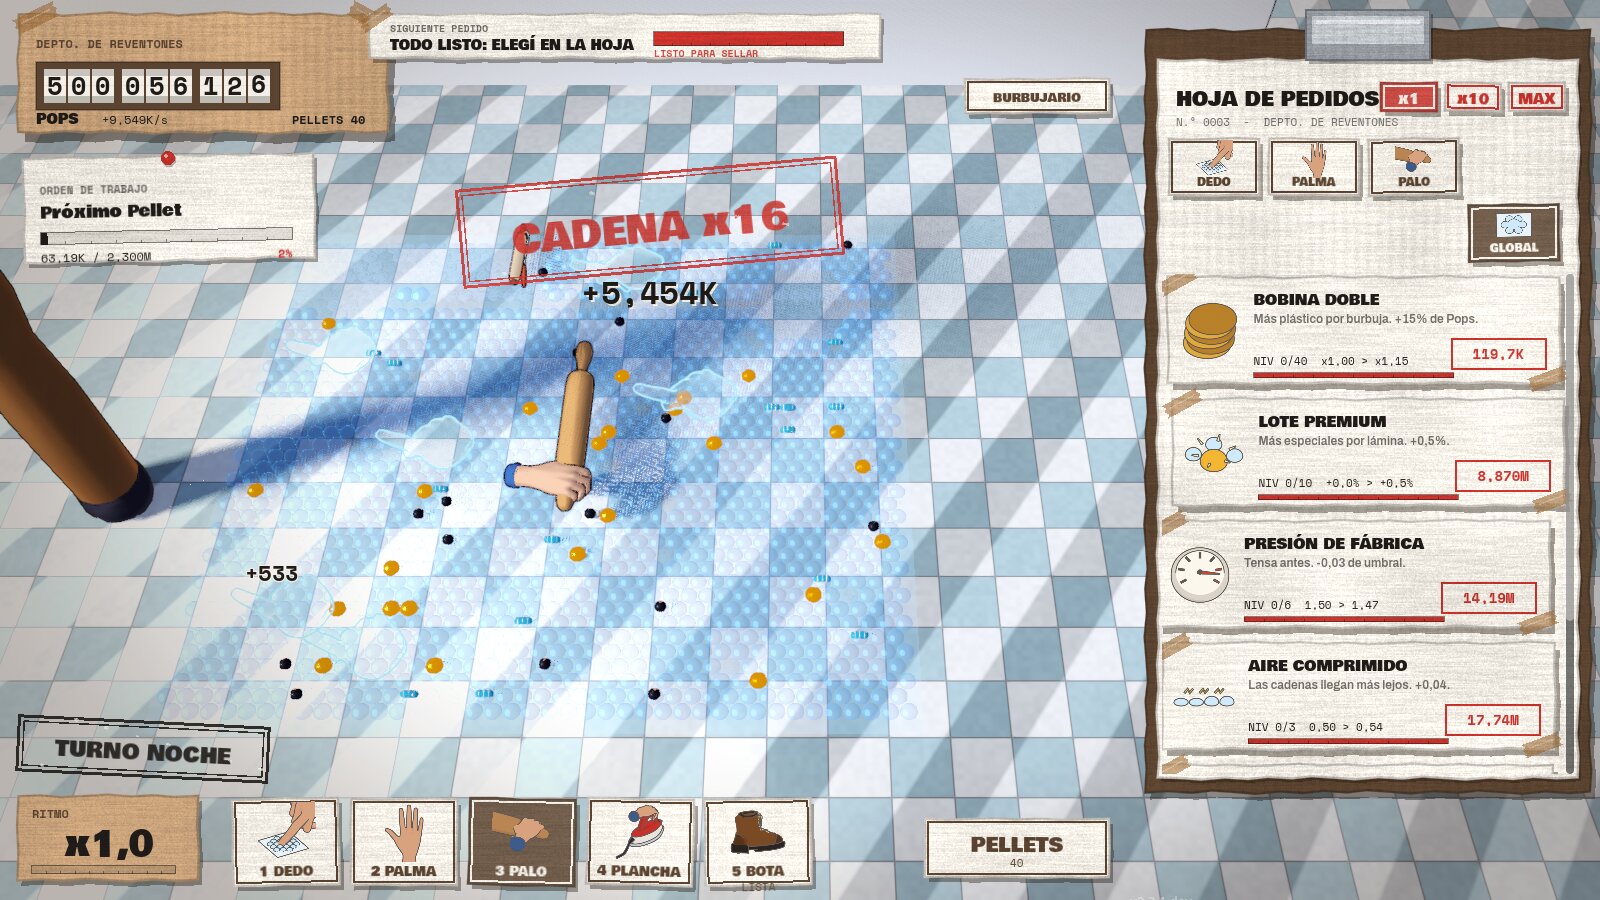 DEPTO. DE REVENTONES
500 056 126
POPS +9,549K/s PELLETS 40
SIGUIENTE PEDIDO
TODO LISTO: ELEGÍ EN LA HOJA
LISTO PARA SELLAR
BURBUJARIO
ORDEN DE TRABAJO
Próximo Pellet
63,19K / 2,300M 2%
CADENA x16
+5,454K
+533
TURNO NOCHE
RITMO
x1,0
1 DEDO
2 PALMA
3 PALO
4 PLANCHA
5 BOTA
LISTA
PELLETS
40
HOJA DE PEDIDOS x1 x10 MAX
N.° 0003 - DEPTO. DE REVENTONES
DEDO
PALMA
PALO
GLOBAL
BOBINA DOBLE
Más plástico por burbuja. +15% de Pops.
NIV 0/40 x1,00 > x1,15 119,7K
LOTE PREMIUM
Más especiales por lámina. +0,5%.
NIV 0/10 +0,0% > +0,5% 8,870M
PRESIÓN DE FÁBRICA
Tensa antes. -0,03 de umbral.
NIV 0/6 1,50 > 1,47 14,19M
AIRE COMPRIMIDO
Las cadenas llegan más lejos. +0,04.
NIV 0/3 0,50 > 0,54 17,74M